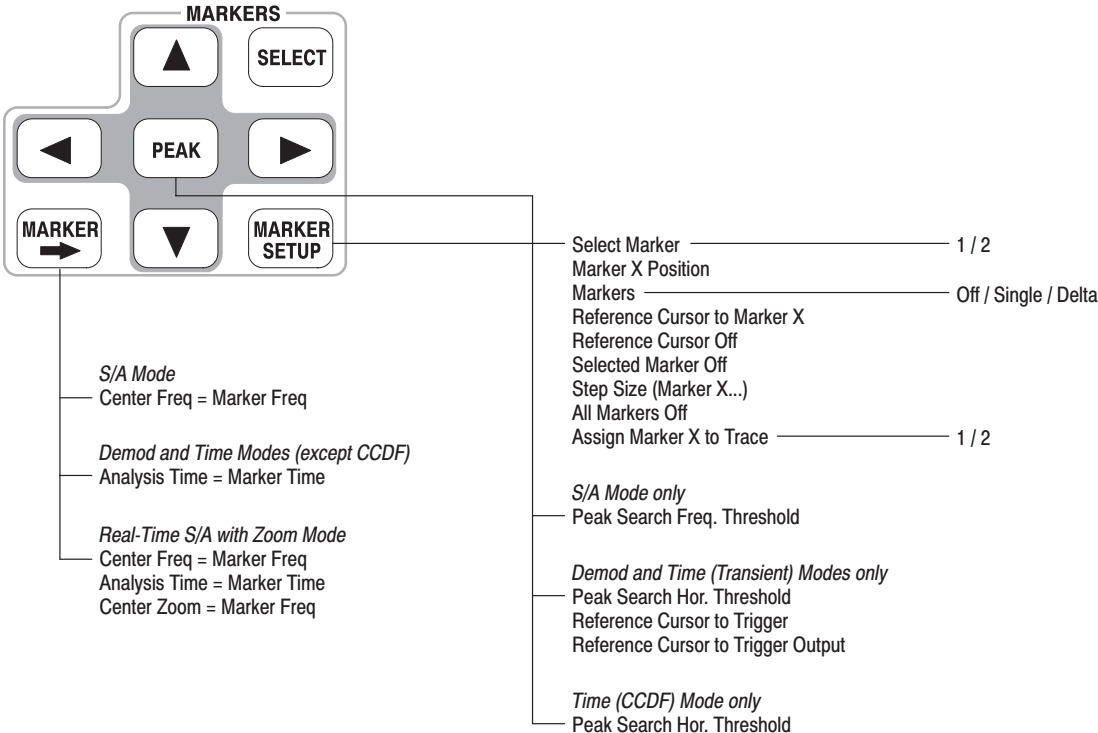 MARKERS
SELECT
PEAK
MARKER
MARKER
SETUP
Select Marker 1 / 2
Marker X Position
Markers Off / Single / Delta
Reference Cursor to Marker X
Reference Cursor Off
Selected Marker Off
Step Size (Marker X...)
All Markers Off
Assign Marker X to Trace 1 / 2
S/A Mode
Center Freq = Marker Freq
Demod and Time Modes (except CCDF)
Analysis Time = Marker Time
Real-Time S/A with Zoom Mode
Center Freq = Marker Freq
Analysis Time = Marker Time
Center Zoom = Marker Freq
S/A Mode only
Peak Search Freq. Threshold
Demod and Time (Transient) Modes only
Peak Search Hor. Threshold
Reference Cursor to Trigger
Reference Cursor to Trigger Output
Time (CCDF) Mode only
Peak Search Hor. Threshold